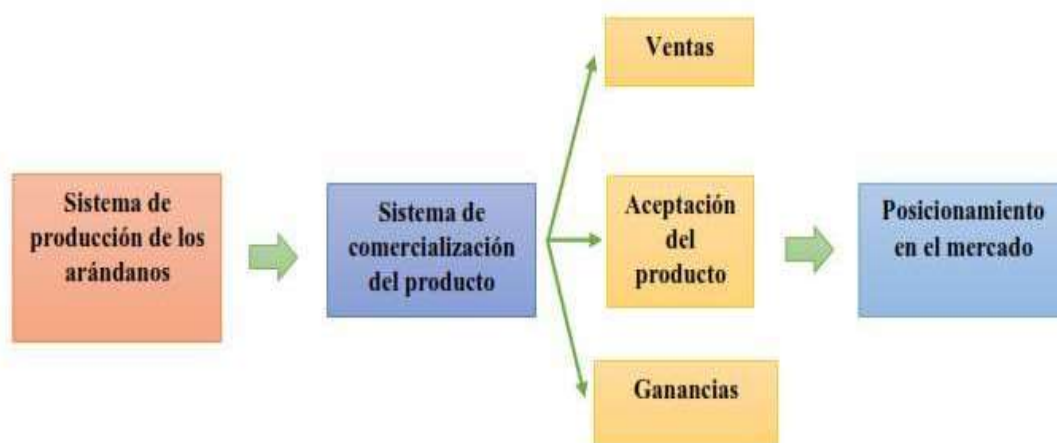 Sistema de
producción de los
arándanos
Sistema de
comercialización
del producto
Ventas
Aceptación
del
producto
Ganancias
Posicionamiento
en el mercado